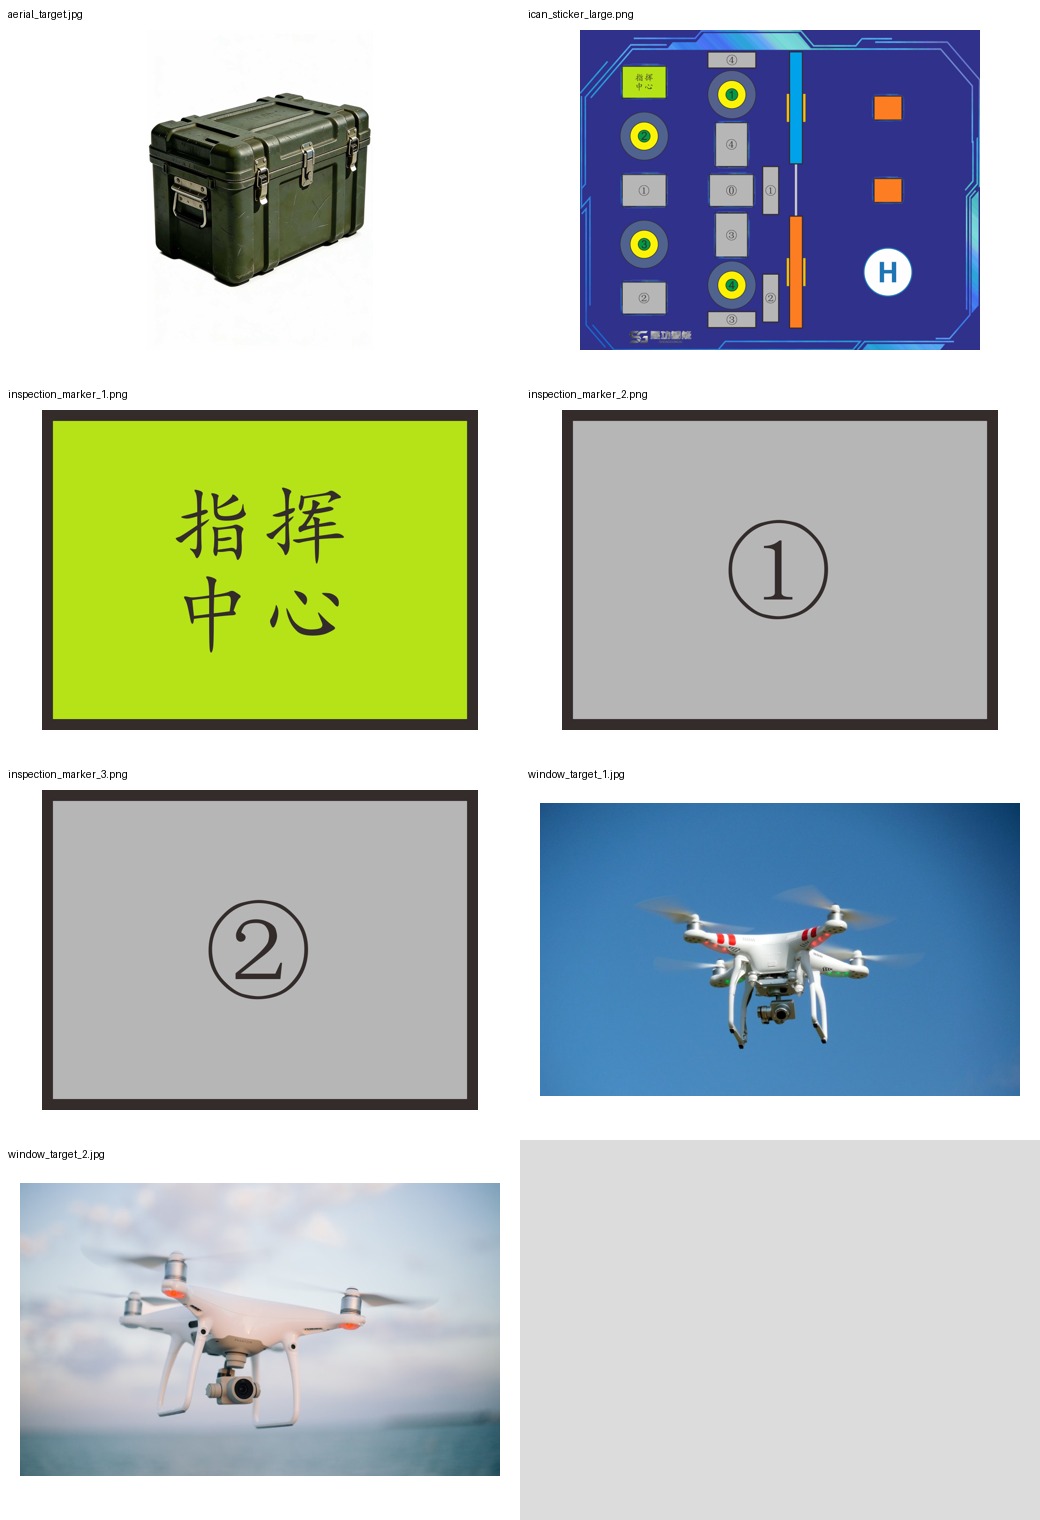 aerial_target.jpg
ican_sticker_large.png
指挥
中心
④
①
②
④
①
⓪
①
③
③
④
②
②
③
H
inspection_marker_1.png
inspection_marker_2.png
指挥
中心
①
inspection_marker_3.png
window_target_1.jpg
②
window_target_2.jpg